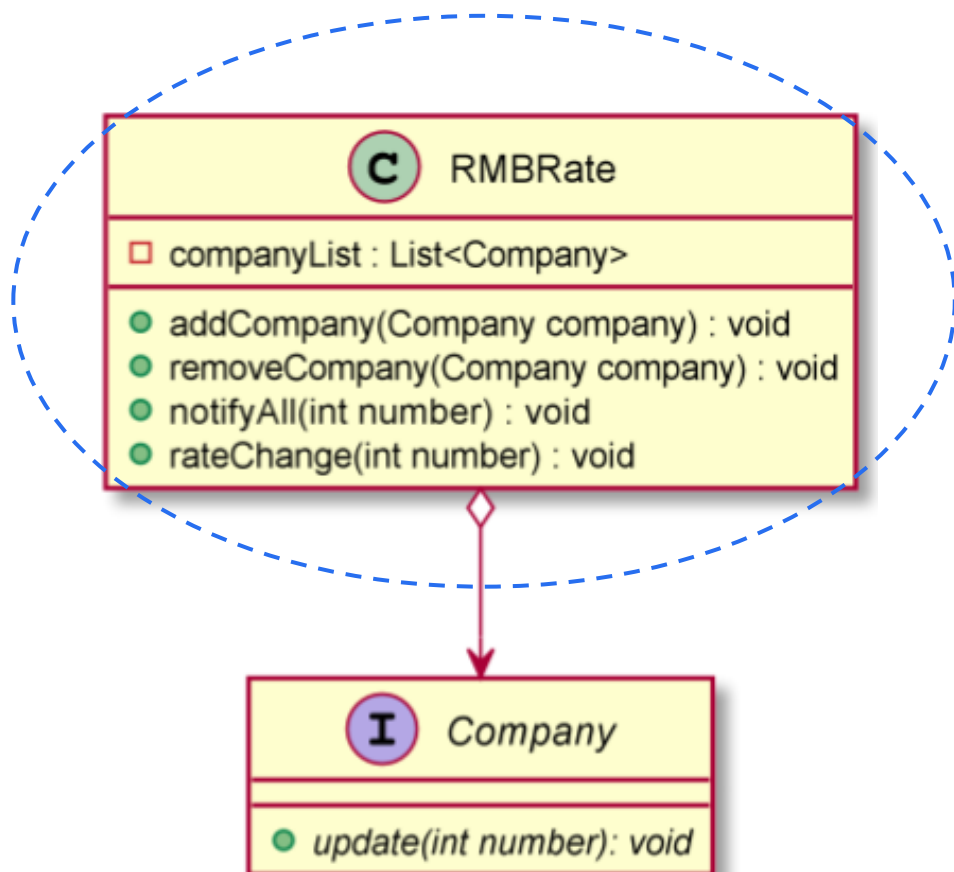 C RMBRate
companyList : List<Company>
addCompany(Company company) : void
removeCompany(Company company) : void
notifyAll(int number) : void
rateChange(int number) : void
I Company
update(int number): void